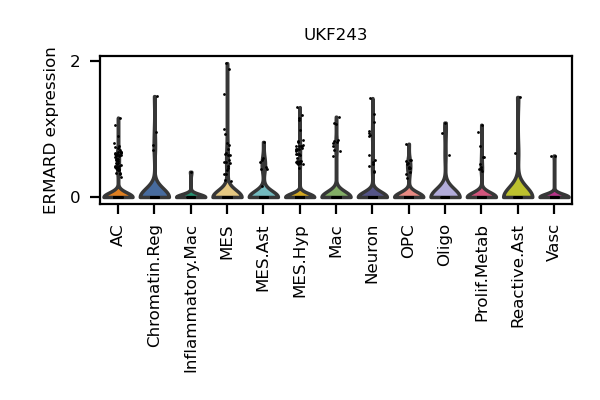 UKF243
ERMARD expression
2
0
AC
Chromatin.Reg
Inflammatory.Mac
MES
MES.Ast
MES.Hyp
Mac
Neuron
OPC
Oligo
Prolif.Metab
Reactive.Ast
Vasc